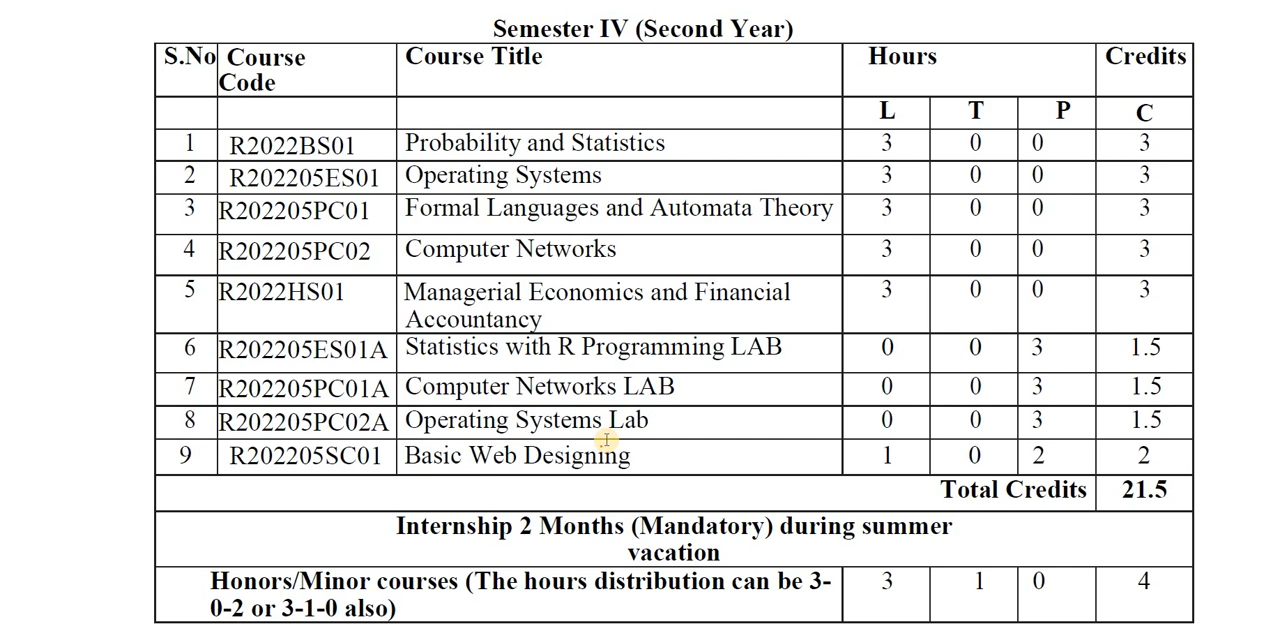 Semester IV (Second Year)
S.No Course Code Course Title Hours Credits
L T P C
1 R2022BS01 Probability and Statistics 3 0 0 3
2 R202205ES01 Operating Systems 3 0 0 3
3 R202205PC01 Formal Languages and Automata Theory 3 0 0 3
4 R202205PC02 Computer Networks 3 0 0 3
5 R2022HS01 Managerial Economics and Financial Accountancy 3 0 0 3
6 R202205ES01A Statistics with R Programming LAB 0 0 3 1.5
7 R202205PC01A Computer Networks LAB 0 0 3 1.5
8 R202205PC02A Operating Systems Lab 0 0 3 1.5
9 R202205SC01 Basic Web Designing 1 0 2 2
Total Credits 21.5
Internship 2 Months (Mandatory) during summer
vacation
Honors/Minor courses (The hours distribution can be 3-
0-2 or 3-1-0 also) 3 1 0 4